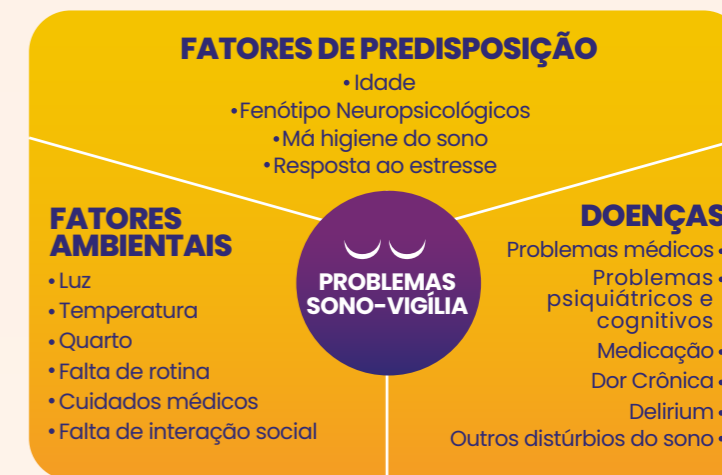 FATORES DE PREDISPOSIÇÃO
• Idade
• Fenótipo Neuropsicológicos
• Má higiene do sono
• Resposta ao estresse
FATORES
AMBIENTAIS
• Luz
• Temperatura
• Quarto
• Falta de rotina
• Cuidados médicos
• Falta de interação social
PROBLEMAS
SONO-VIGÍLIA
DOENÇAS
Problemas médicos •
Problemas •
psiquiátricos e
cognitivos
Medicação •
Dor Crônica •
Delirium •
Outros distúrbios do sono •